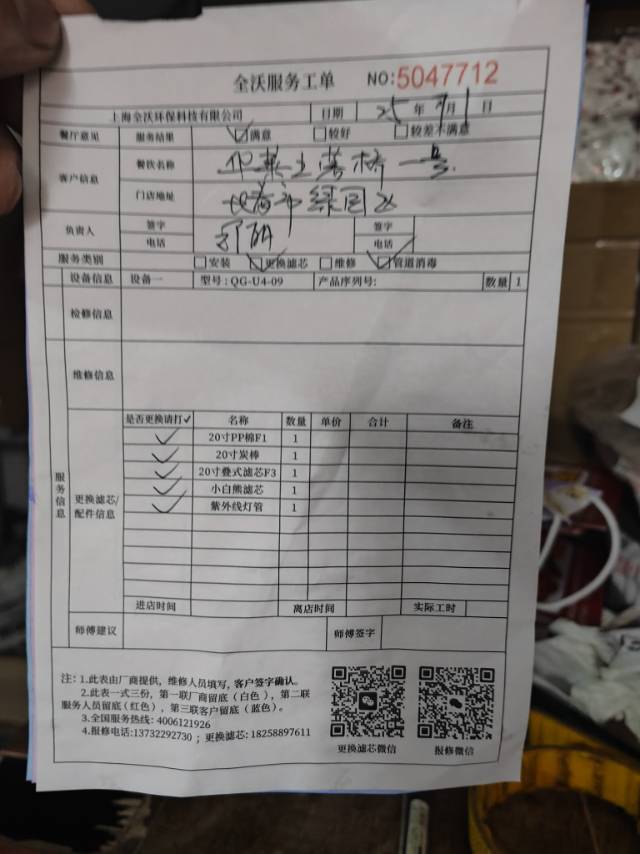 全沃服务工单 NO:5047712
上海全沃环保科技有限公司 日期 25年 月1日
餐厅意见 服务结果 ☑满意 □较好 □较差不满意
客户信息 餐饮名称 一号
门店地址 绿园
负责人 签字 签字
电话 电话
服务类别 □安装 ☑更换滤芯 □维修 ☑管道消毒
设备信息 设备一 型号:QG-U4-09 产品序列号: 数量 1
检修信息
维修信息
服务信息 更换滤芯/配件信息
是否更换请打✓ 名称 数量 单价 合计 备注
✓ 20寸PP棉F1 1
✓ 20寸炭棒 1
✓ 20寸叠式滤芯F3 1
✓ 小白熊滤芯 1
✓ 紫外线灯管 1
进店时间 离店时间 实际工时
师傅建议 师傅签字
注: 1.此表由厂商提供，维修人员填写，客户签字确认。
2.此表一式三份，第一联厂商留底（白色），第二联
服务人员留底（红色），第三联客户留底（蓝色）。
3.全国服务热线: 4006121926
4.报修电话:13732292730 ; 更换滤芯: 18258897611
更换滤芯微信 报修微信